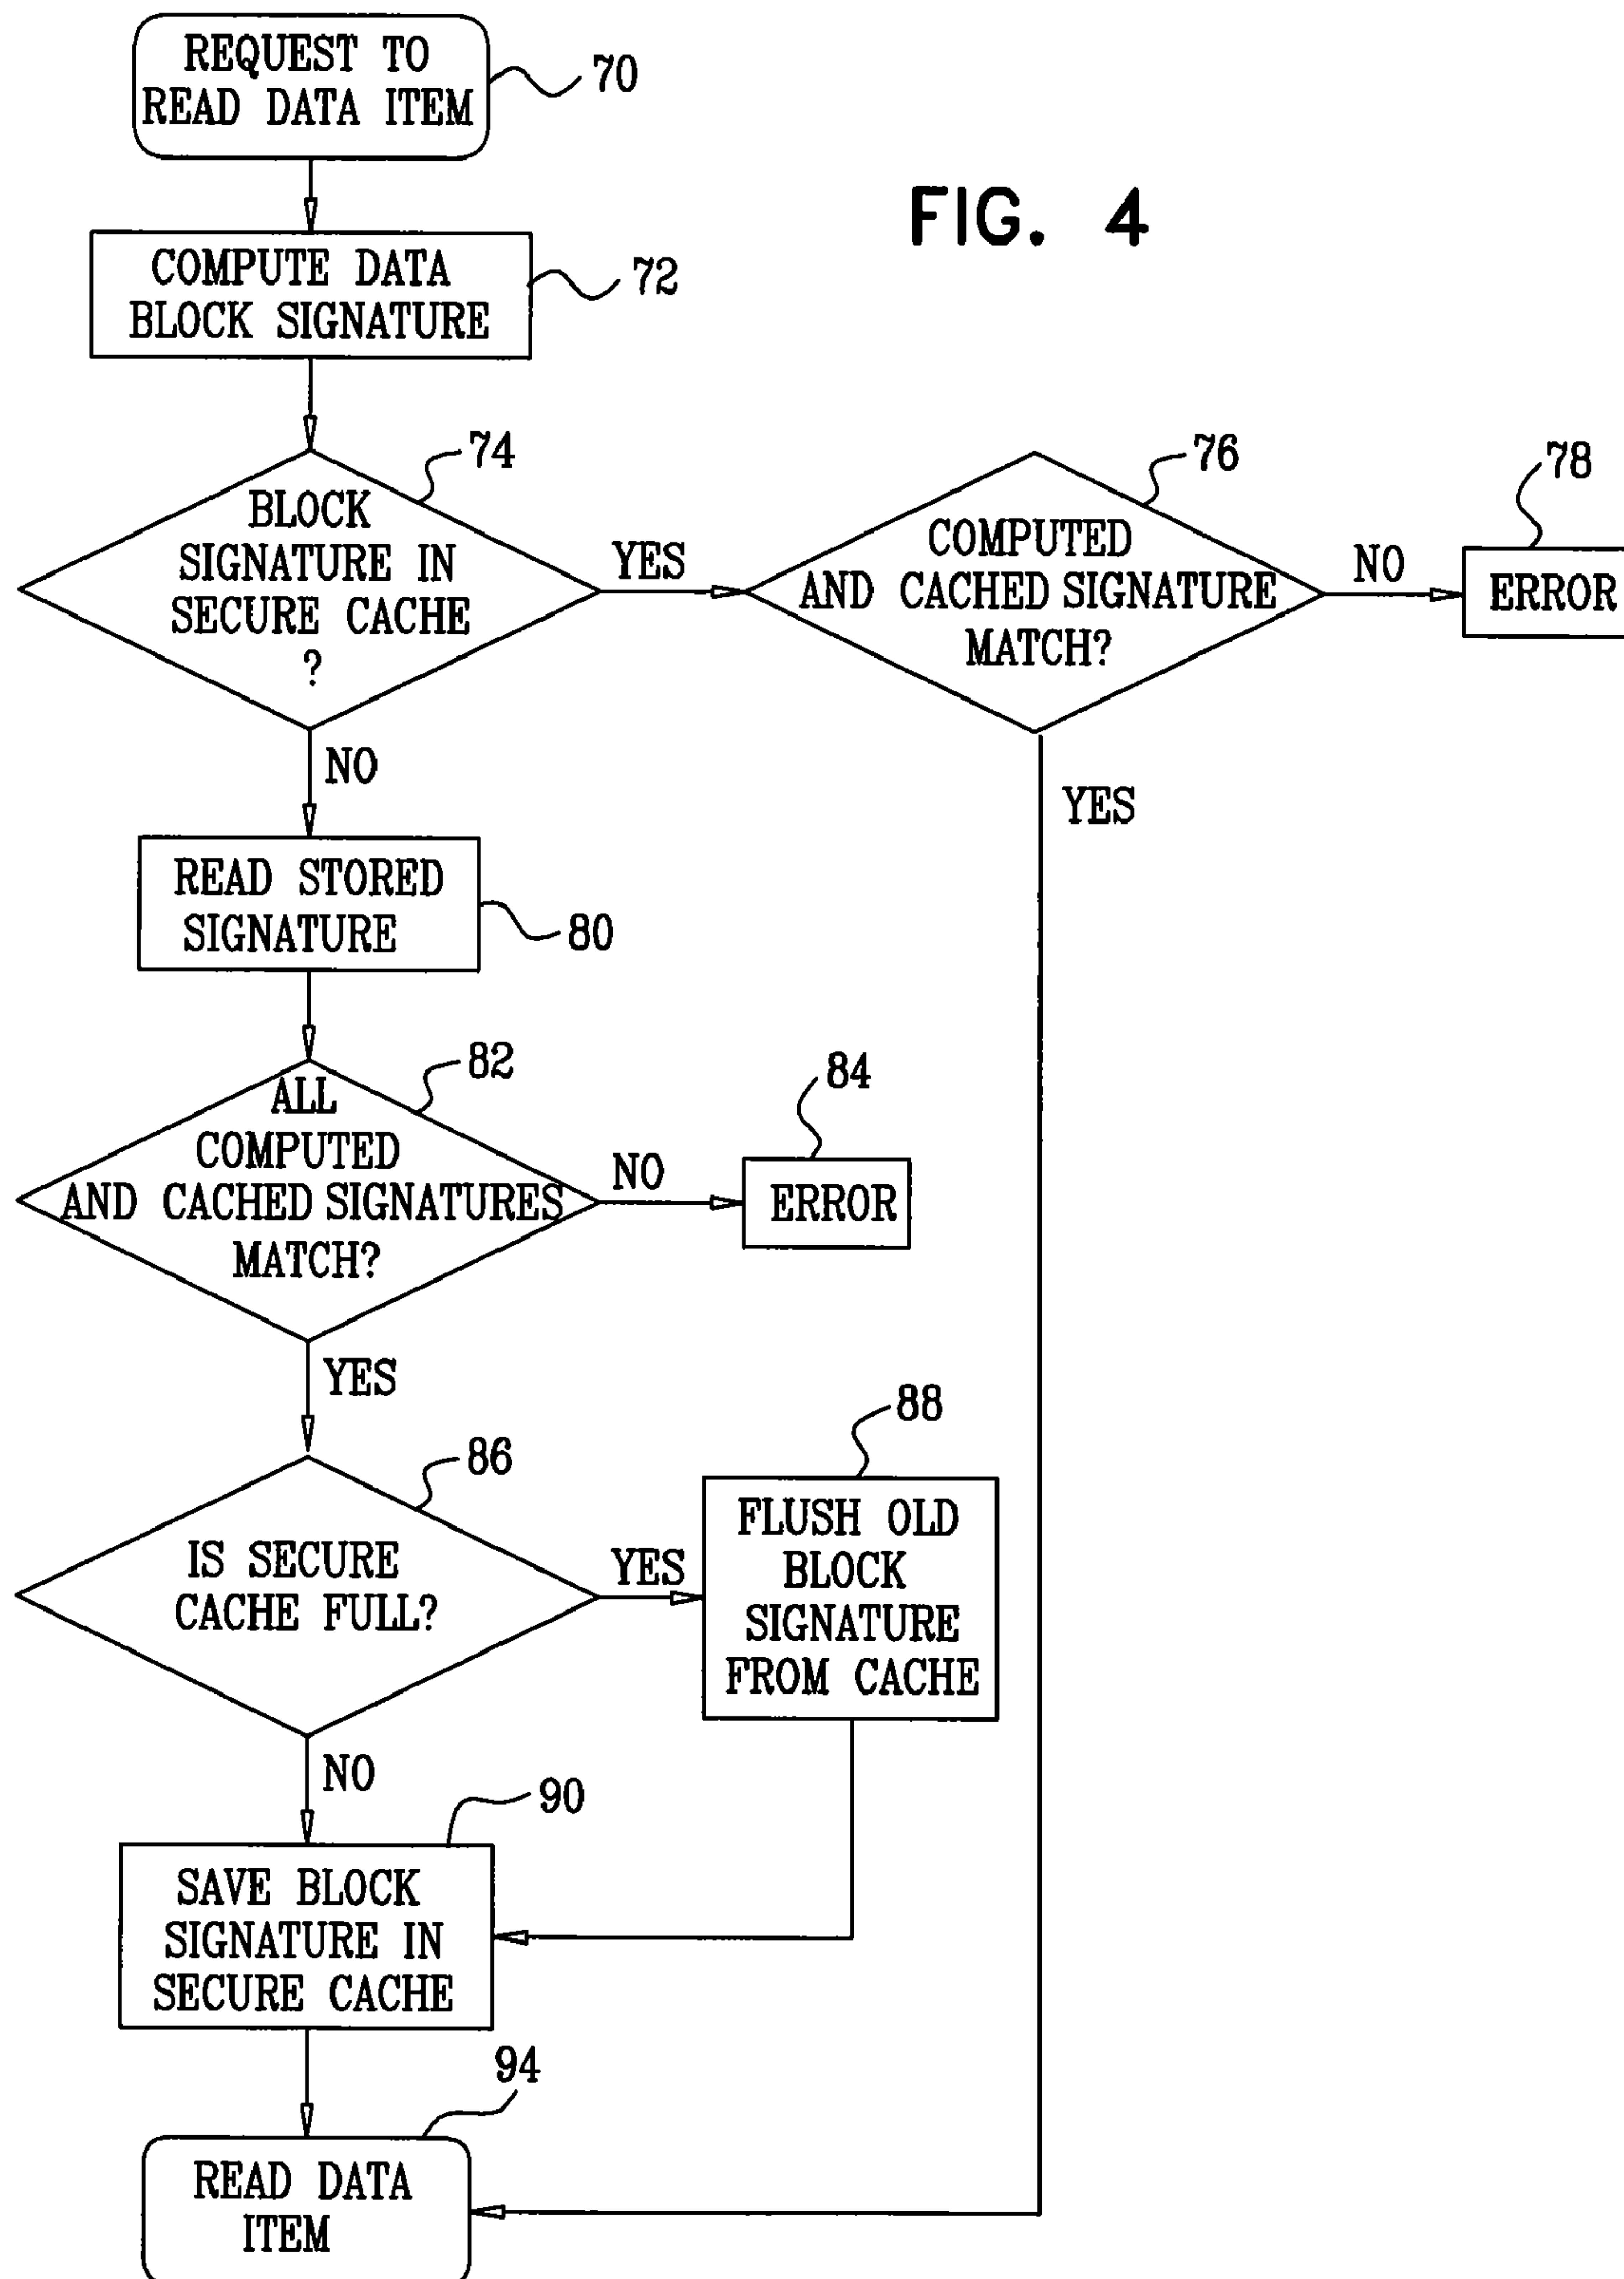 REQUEST TO
READ DATA ITEM
70
FIG. 4
COMPUTE DATA
BLOCK SIGNATURE
72
74
BLOCK
SIGNATURE IN
SECURE CACHE
?
YES
76
COMPUTED
AND CACHED SIGNATURE
MATCH?
NO
78
ERROR
NO
YES
READ STORED
SIGNATURE
80
82
ALL
COMPUTED
AND CACHED SIGNATURES
MATCH?
NO
84
ERROR
YES
86
IS SECURE
CACHE FULL?
YES
88
FLUSH OLD
BLOCK
SIGNATURE
FROM CACHE
NO
90
SAVE BLOCK
SIGNATURE IN
SECURE CACHE
94
READ DATA
ITEM